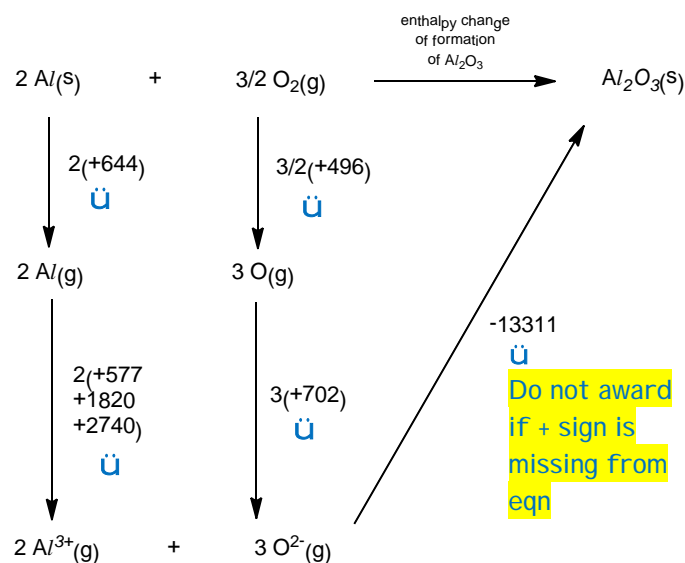 enthalpy change
of formation
of Al₂O₃
2 Al(s) + 3/2 O₂(g) Al₂O₃(s)
2(+644)
ü
3/2(+496)
ü
2 Al(g) 3 O(g)
2(+577
+1820
+2740)
ü
3(+702)
ü
-13311
ü
Do not award
if + sign is
missing from
eqn
2 Al³⁺(g) + 3 O²⁻(g)